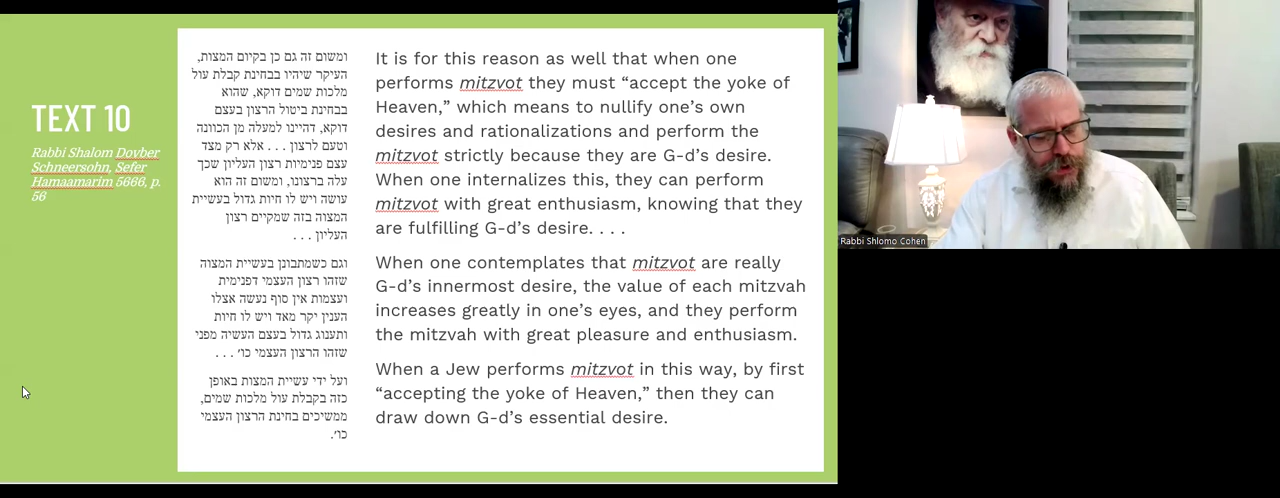 TEXT 10
Rabbi Shalom Dovber
Schneersohn, Sefer
Hamaamarim 5666, p.
56
ומשום זה גם כן בקיום המצות,
העיקר שיהיו בבחינת קבלת עול
מלכות שמים דוקא, שהוא
בבחינת ביטול הרצון בעצם
דוקא, דהיינו למעלה מן הכוונה
וטעם לרצון . . . אלא רק מצד
עצם פנימיות רצון העליון שכך
עלה ברצונו, ומשום זה הוא
עושה ויש לו חיות גדול בעשיית
המצוה בזה שמקיים רצון
העליון . . .
וגם כשמתבונן בעשיית המצוה
שזהו רצון העצמי דפנימית
ועצמות אין סוף נעשה אצלו
הענין יקר מאד ויש לו חיות
ותענוג גדול בעצם העשיה מפני
שזהו הרצון העצמי כו׳ . . .
ועל ידי עשיית המצות באופן
כזה בקבלת עול מלכות שמים,
ממשיכים בחינת הרצון העצמי
כו׳.
It is for this reason as well that when one
performs mitzvot they must “accept the yoke of
Heaven,” which means to nullify one’s own
desires and rationalizations and perform the
mitzvot strictly because they are G-d’s desire.
When one internalizes this, they can perform
mitzvot with great enthusiasm, knowing that they
are fulfilling G-d’s desire. . . .
When one contemplates that mitzvot are really
G-d’s innermost desire, the value of each mitzvah
increases greatly in one’s eyes, and they perform
the mitzvah with great pleasure and enthusiasm.
When a Jew performs mitzvot in this way, by first
“accepting the yoke of Heaven,” then they can
draw down G-d’s essential desire.
Rabbi Shlomo Cohen